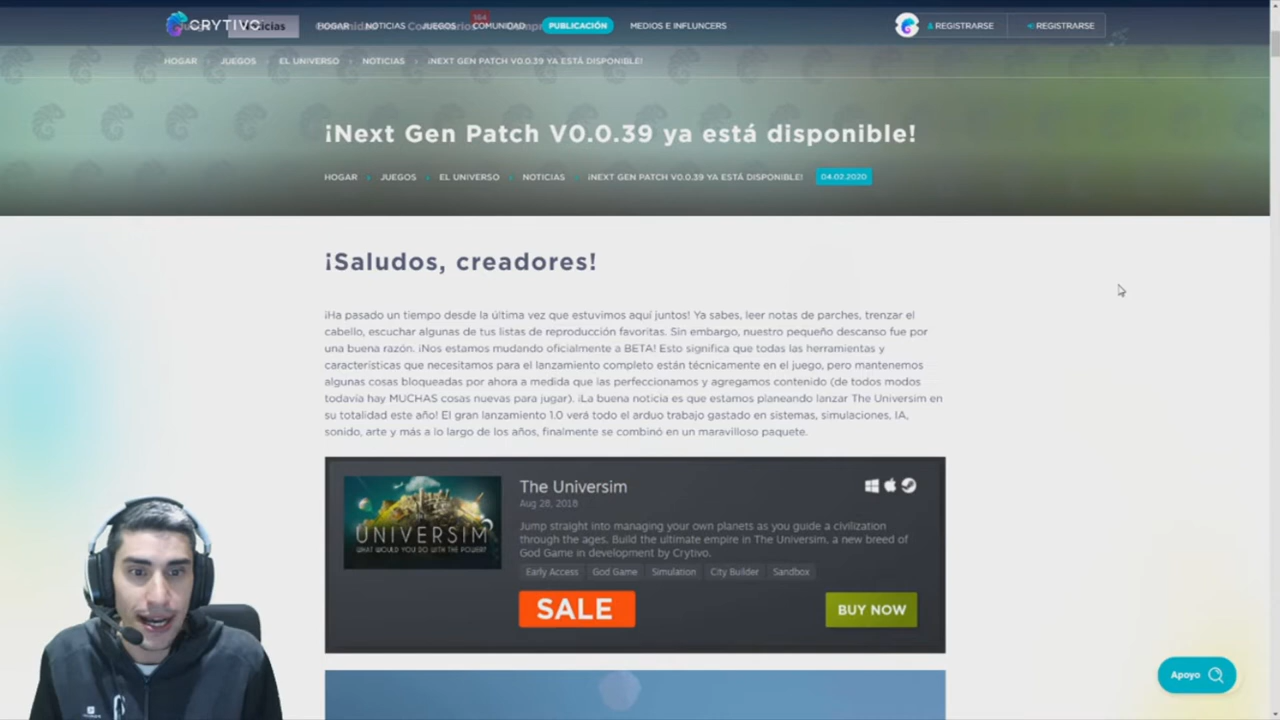 CRYTIVO
HOGAR NOTICIAS JUEGOS COMUNIDAD PUBLICACIÓN MEDIOS E INFLUNCERS REGISTRARSE REGISTRARSE
164
HOGAR JUEGOS EL UNIVERSO NOTICIAS ¡NEXT GEN PATCH V0.0.39 YA ESTÁ DISPONIBLE!
¡Next Gen Patch V0.0.39 ya está disponible!
HOGAR JUEGOS EL UNIVERSO NOTICIAS ¡NEXT GEN PATCH V0.0.39 YA ESTÁ DISPONIBLE! 04.02.2020
¡Saludos, creadores!
¡Ha pasado un tiempo desde la última vez que estuvimos aquí juntos! Ya sabes, leer notas de parches, trenzar el
cabello, escuchar algunas de tus listas de reproducción favoritas. Sin embargo, nuestro pequeño descanso fue por
una buena razón. ¡Nos estamos mudando oficialmente a BETA! Esto significa que todas las herramientas y
características que necesitamos para el lanzamiento completo están técnicamente en el juego, pero mantenemos
algunas cosas bloqueadas por ahora a medida que las perfeccionamos y agregamos contenido (de todos modos
todavía hay MUCHAS cosas nuevas para jugar). ¡La buena noticia es que estamos planeando lanzar The Universim en
su totalidad este año! El gran lanzamiento 1.0 verá todo el arduo trabajo gastado en sistemas, simulaciones, IA,
sonido, arte y más a lo largo de los años, finalmente se combinó en un maravilloso paquete.
The Universim
Aug 28, 2018
Jump straight into managing your own planets as you guide a civilization
through the ages. Build the ultimate empire in The Universim, a new breed of
God Game in development by Crytivo.
Early Access God Game Simulation City Builder Sandbox
THE
UNIVERSIM
WHAT WOULD YOU DO WITH THE POWER?
SALE
BUY NOW
Apoyo